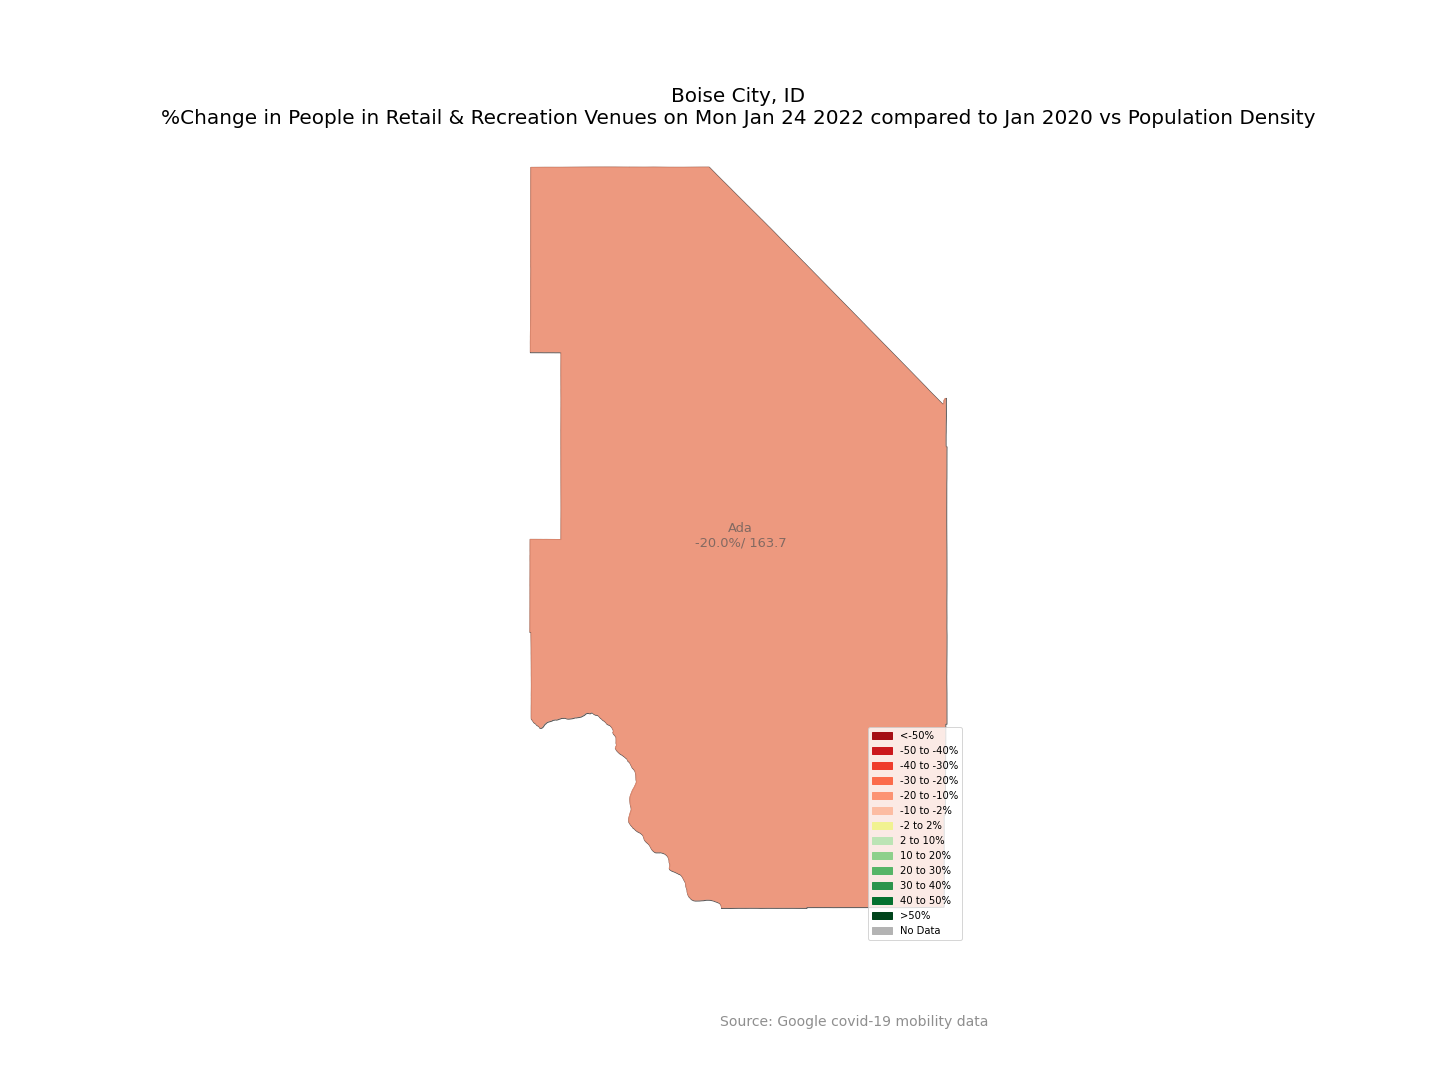 Boise City, ID
%Change in People in Retail & Recreation Venues on Mon Jan 24 2022 compared to Jan 2020 vs Population Density
Ada
-20.0%/ 163.7
<-50%
-50 to -40%
-40 to -30%
-30 to -20%
-20 to -10%
-10 to -2%
-2 to 2%
2 to 10%
10 to 20%
20 to 30%
30 to 40%
40 to 50%
>50%
No Data
Source: Google covid-19 mobility data